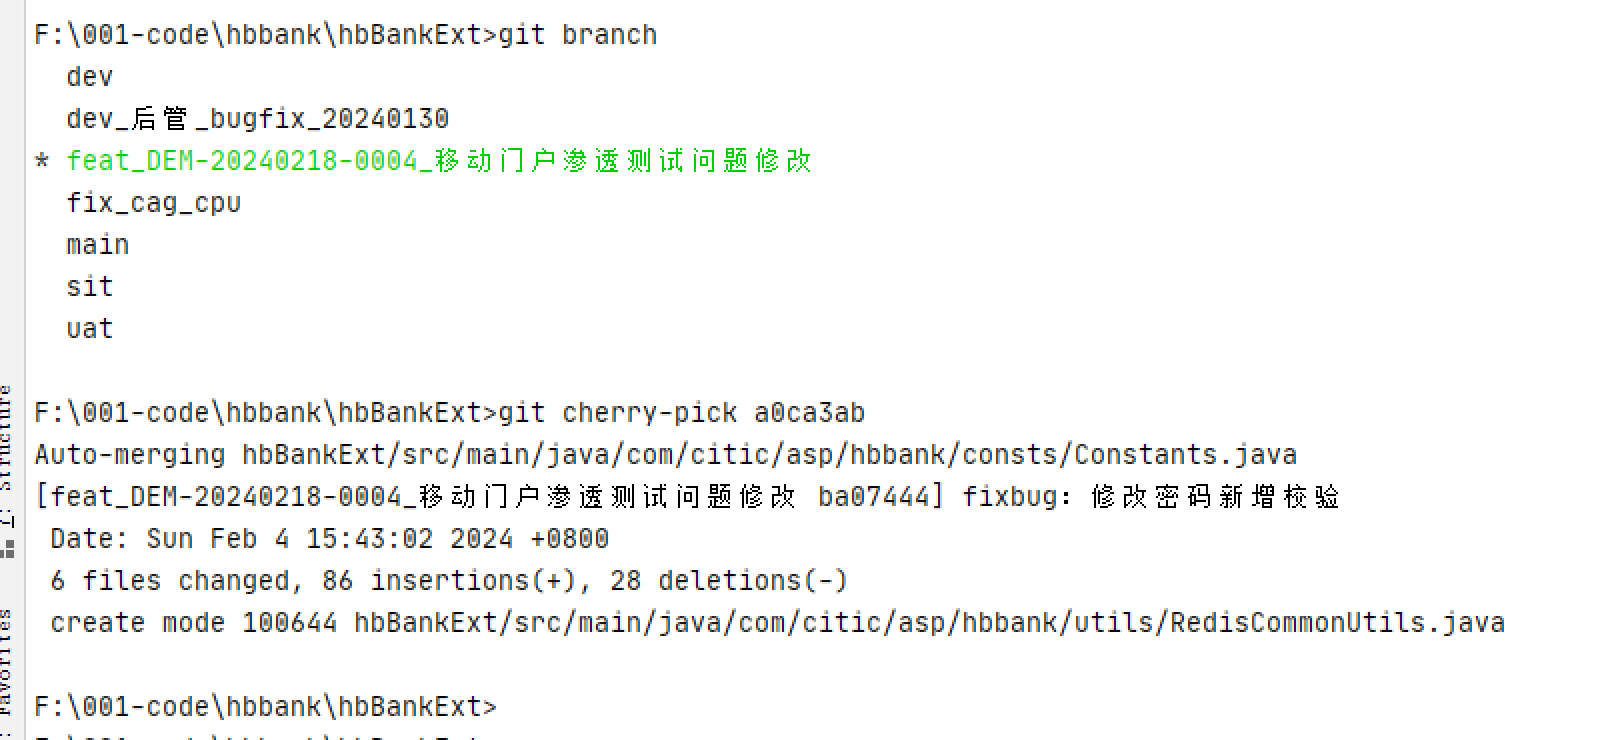 F:\001-code\hbbank\hbBankExt>git branch
dev
dev_后管_bugfix_20240130
* feat_DEM-20240218-0004_移动门户渗透测试问题修改
fix_cag_cpu
main
sit
uat
F:\001-code\hbbank\hbBankExt>git cherry-pick a0ca3ab
Auto-merging hbBankExt/src/main/java/com/citic/asp/hbbank/consts/Constants.java
[feat_DEM-20240218-0004_移动门户渗透测试问题修改 ba07444] fixbug: 修改密码新增校验
Date: Sun Feb 4 15:43:02 2024 +0800
6 files changed, 86 insertions(+), 28 deletions(-)
create mode 100644 hbBankExt/src/main/java/com/citic/asp/hbbank/utils/RedisCommonUtils.java
F:\001-code\hbbank\hbBankExt>
7: Structure
Favorites